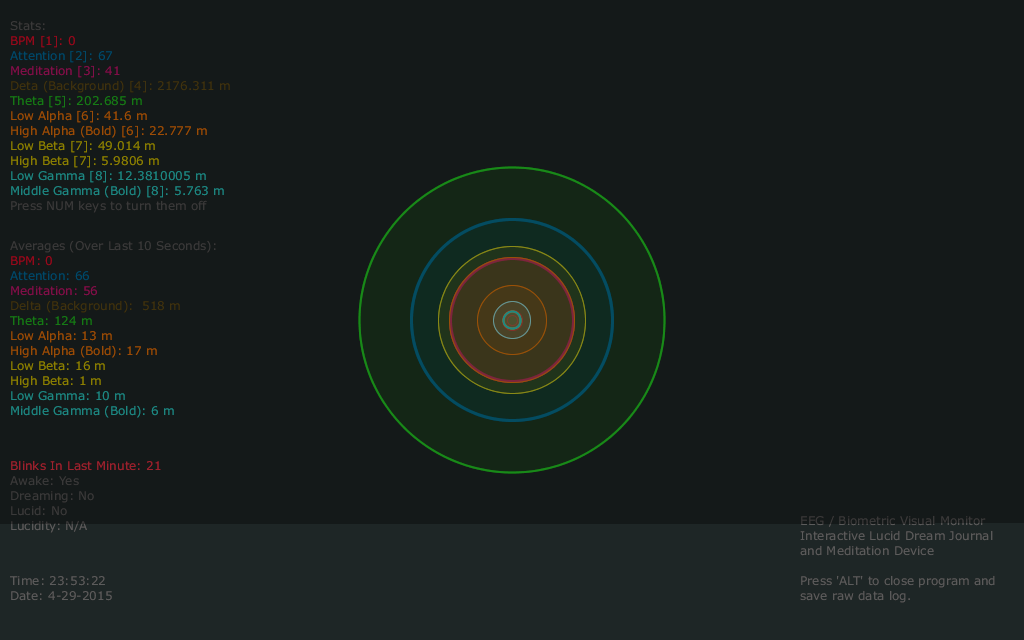 Stats:
BPM [1]: 0
Attention [2]: 67
Meditation [3]: 41
Deta (Background) [4]: 2176.311 m
Theta [5]: 202.685 m
Low Alpha [6]: 41.6 m
High Alpha (Bold) [6]: 22.777 m
Low Beta [7]: 49.014 m
High Beta [7]: 5.9806 m
Low Gamma [8]: 12.3810005 m
Middle Gamma (Bold) [8]: 5.763 m
Press NUM keys to turn them off
Averages (Over Last 10 Seconds):
BPM: 0
Attention: 66
Meditation: 56
Delta (Background):  518 m
Theta: 124 m
Low Alpha: 13 m
High Alpha (Bold): 17 m
Low Beta: 16 m
High Beta: 1 m
Low Gamma: 10 m
Middle Gamma (Bold): 6 m
Blinks In Last Minute: 21
Awake: Yes
Dreaming: No
Lucid: No
Lucidity: N/A
Time: 23:53:22
Date: 4-29-2015
EEG / Biometric Visual Monitor
Interactive Lucid Dream Journal
and Meditation Device
Press 'ALT' to close program and
save raw data log.